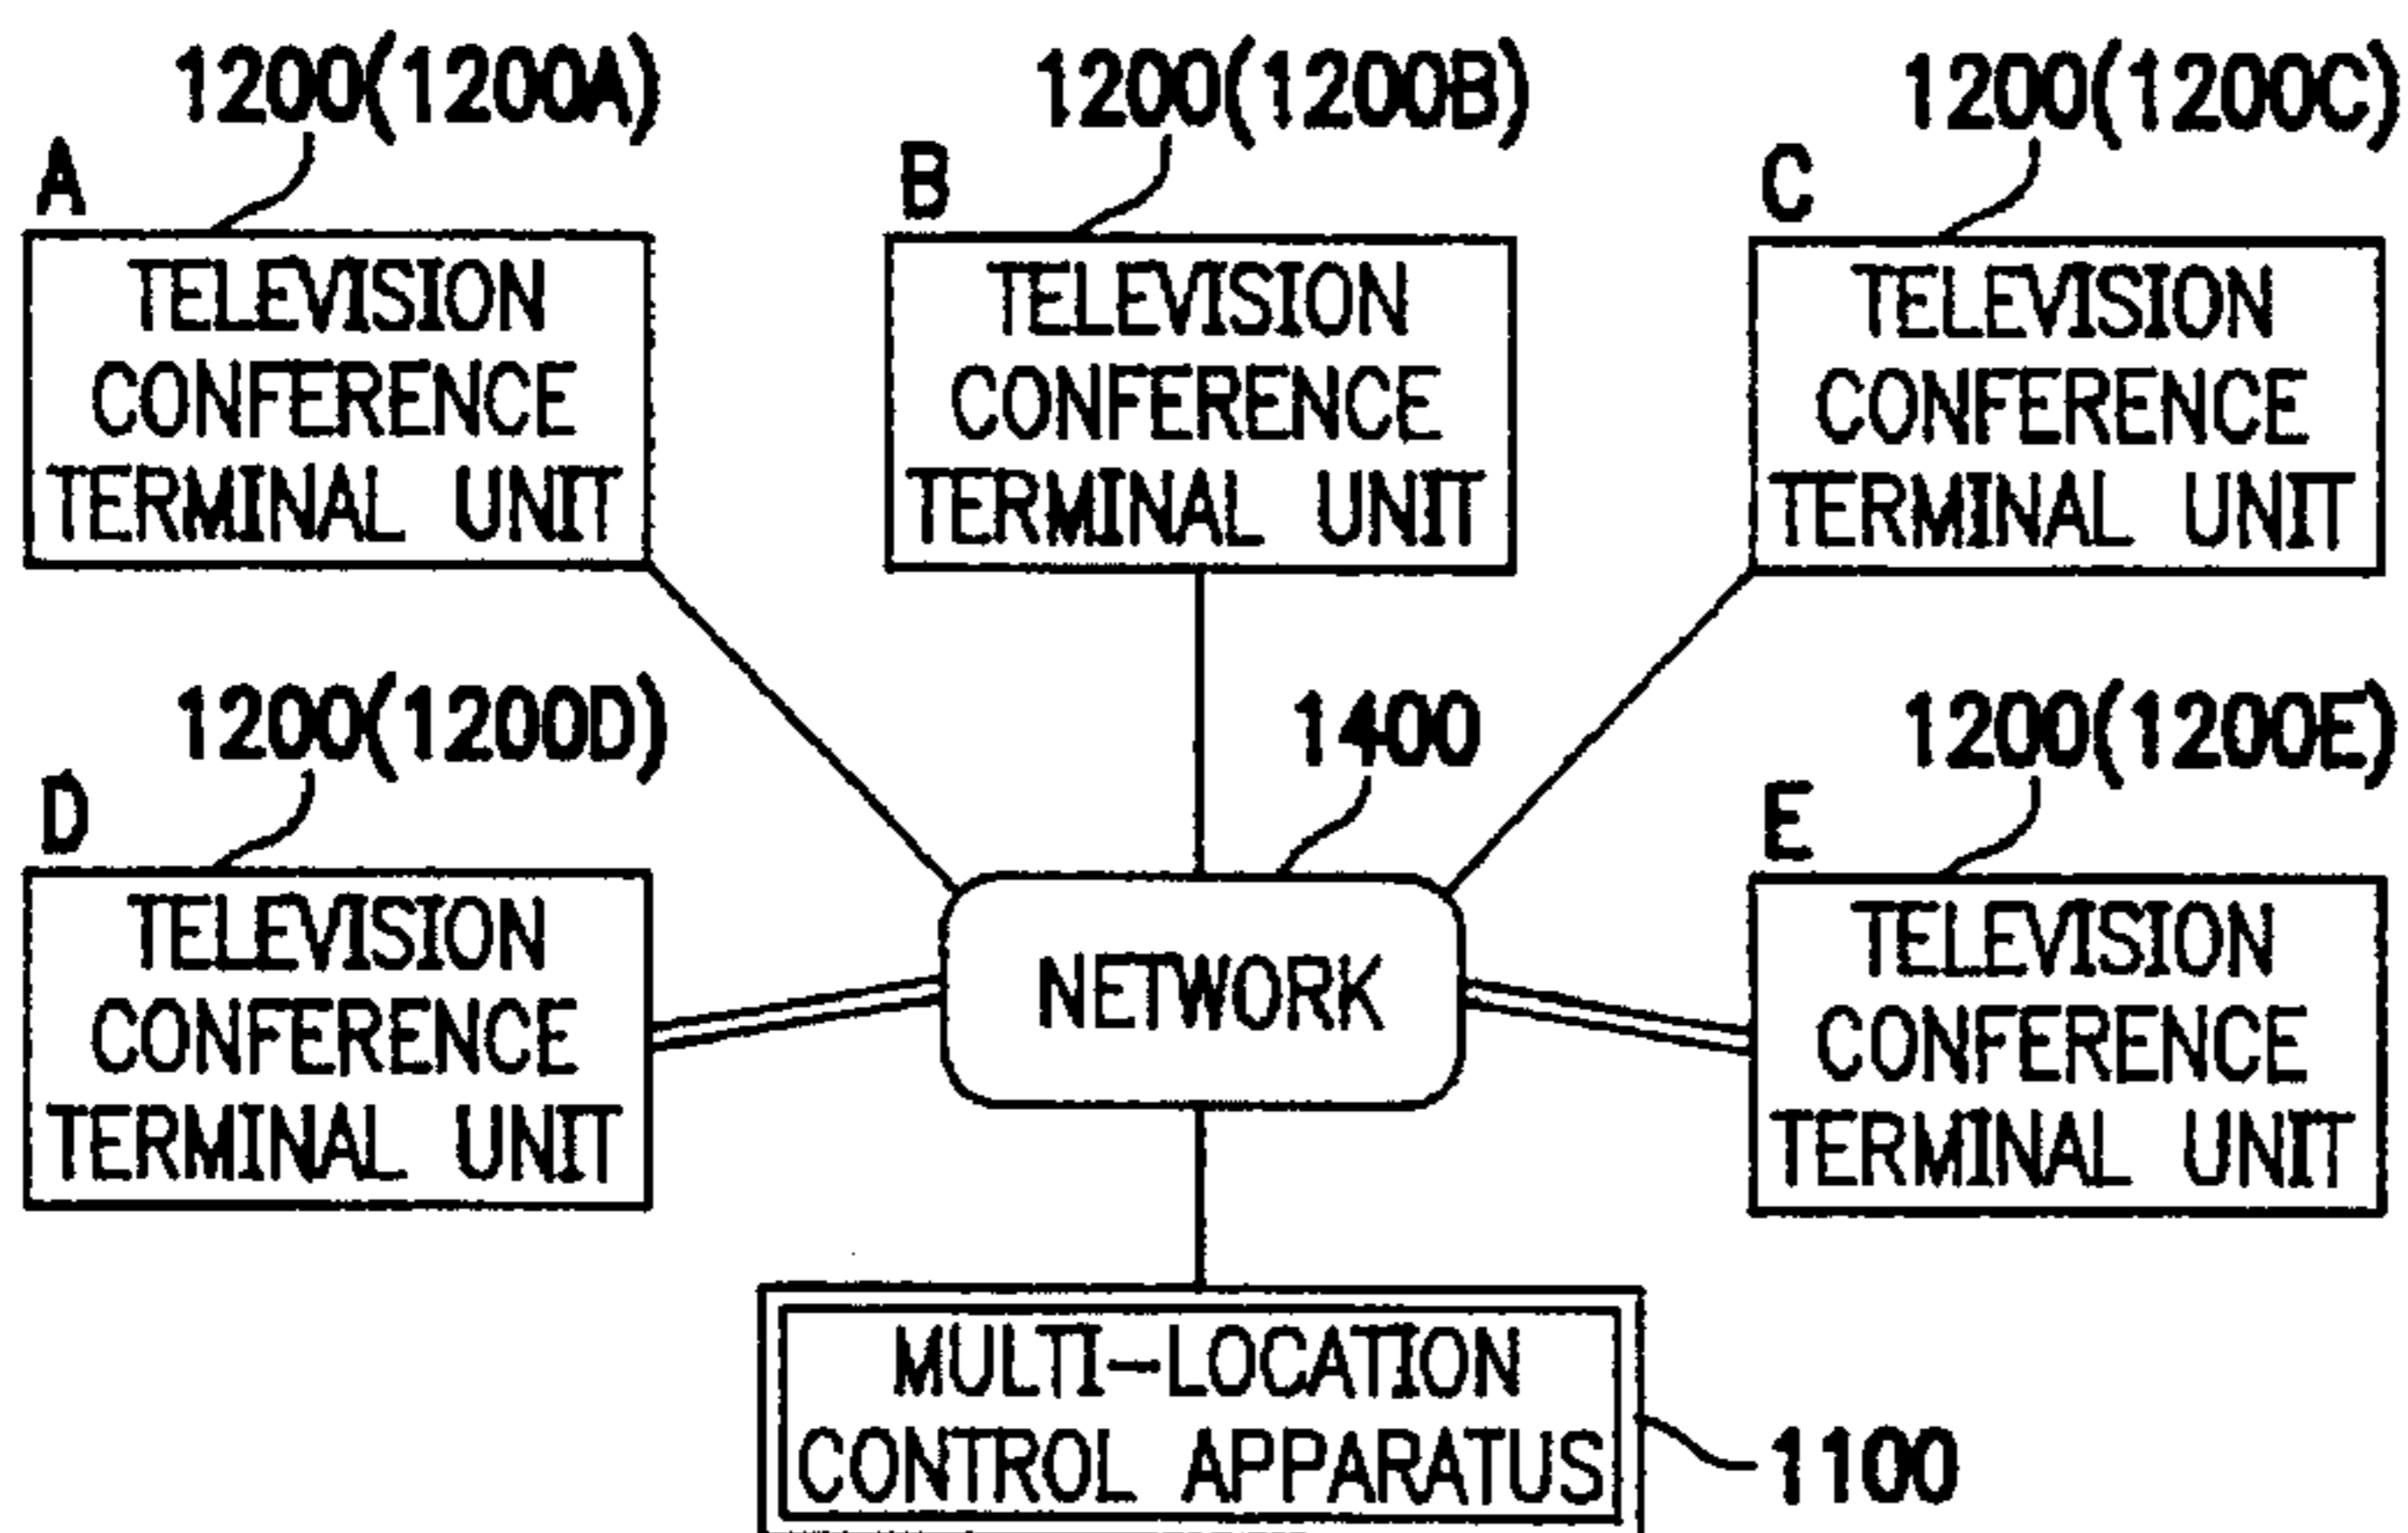 1200(1200A)
A
TELEVISION
CONFERENCE
TERMINAL UNIT
1200(1200B)
B
TELEVISION
CONFERENCE
TERMINAL UNIT
1200(1200C)
C
TELEVISION
CONFERENCE
TERMINAL UNIT
1200(1200D)
D
TELEVISION
CONFERENCE
TERMINAL UNIT
1400
NETWORK
1200(1200E)
E
TELEVISION
CONFERENCE
TERMINAL UNIT
MULTI-LOCATION
CONTROL APPARATUS
1100